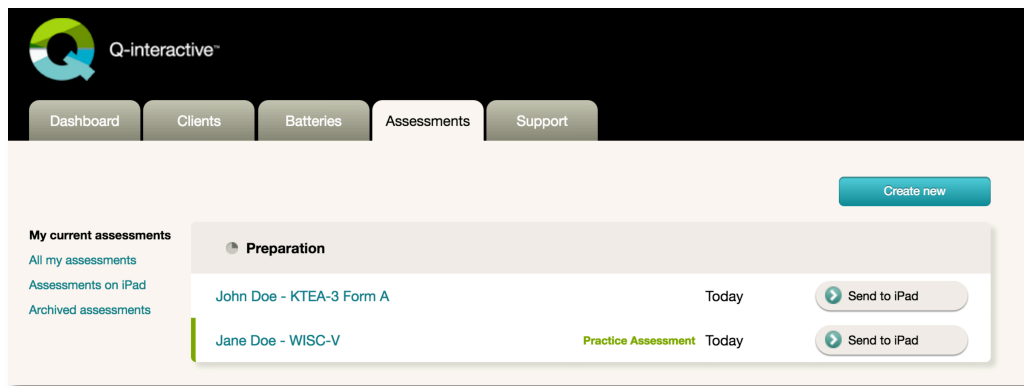 Q-interactive™
Dashboard Clients Batteries Assessments Support
Create new
My current assessments
All my assessments
Assessments on iPad
Archived assessments
Preparation
John Doe - KTEA-3 Form A Today Send to iPad
Jane Doe - WISC-V Practice Assessment Today Send to iPad